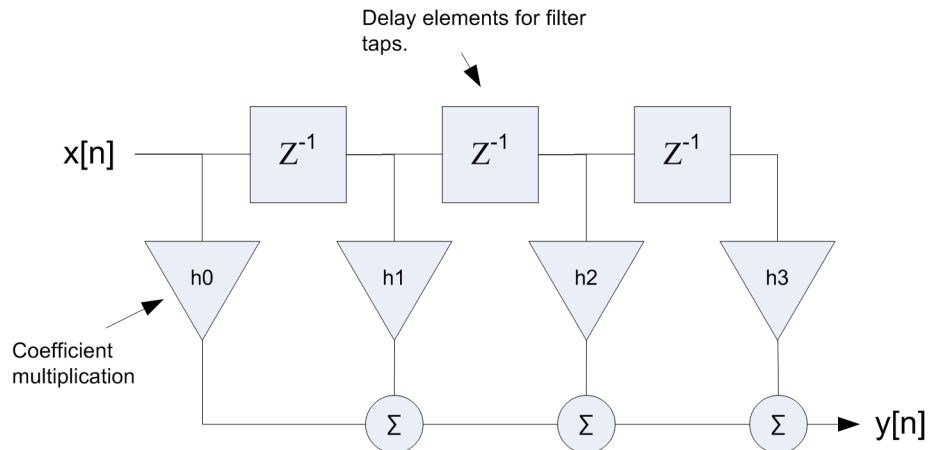 Delay elements for filter
taps.
x[n]
Z⁻¹
Z⁻¹
Z⁻¹
h0
h1
h2
h3
Coefficient
multiplication
Σ
Σ
Σ
y[n]